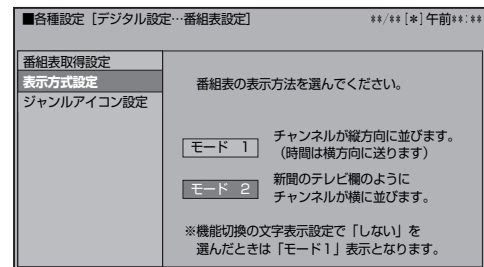 ■各種設定［デジタル設定…番組表設定］ **/**［*］午前**:**
番組表取得設定
表示方式設定
ジャンルアイコン設定
番組表の表示方法を選んでください。
モード 1
チャンネルが縦方向に並びます。
（時間は横方向に送ります）
モード 2
新聞のテレビ欄のように
チャンネルが横に並びます。
※機能切換の文字表示設定で「しない」を
選んだときは「モード1」表示となります。